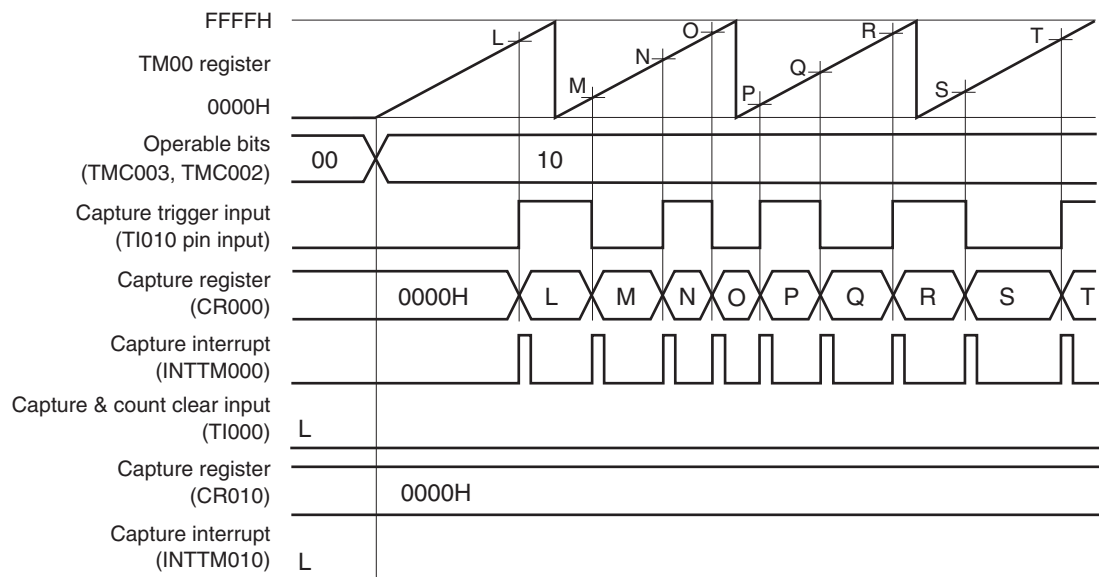 FFFFH
TM00 register
0000H
L M N O P Q R S T
Operable bits
(TMC003, TMC002)
00 10
Capture trigger input
(TI010 pin input)
Capture register
(CR000)
0000H L M N O P Q R S T
Capture interrupt
(INTTM000)
Capture & count clear input
(TI000)
L
Capture register
(CR010)
0000H
Capture interrupt
(INTTM010)
L